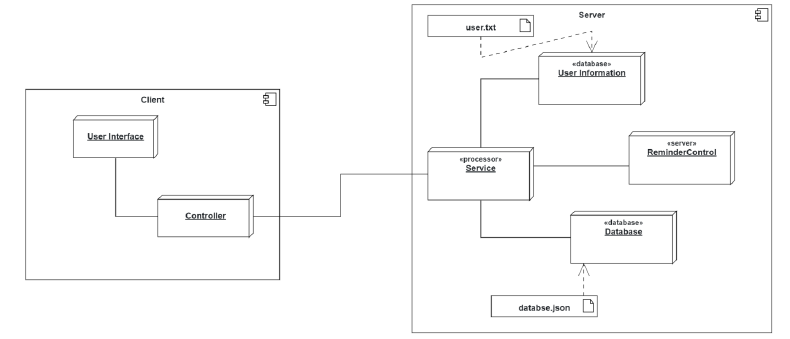 Server
user.txt
«database»
User Information
Client
User Interface
«server»
ReminderControl
«processor»
Service
Controller
«database»
Database
databse.json